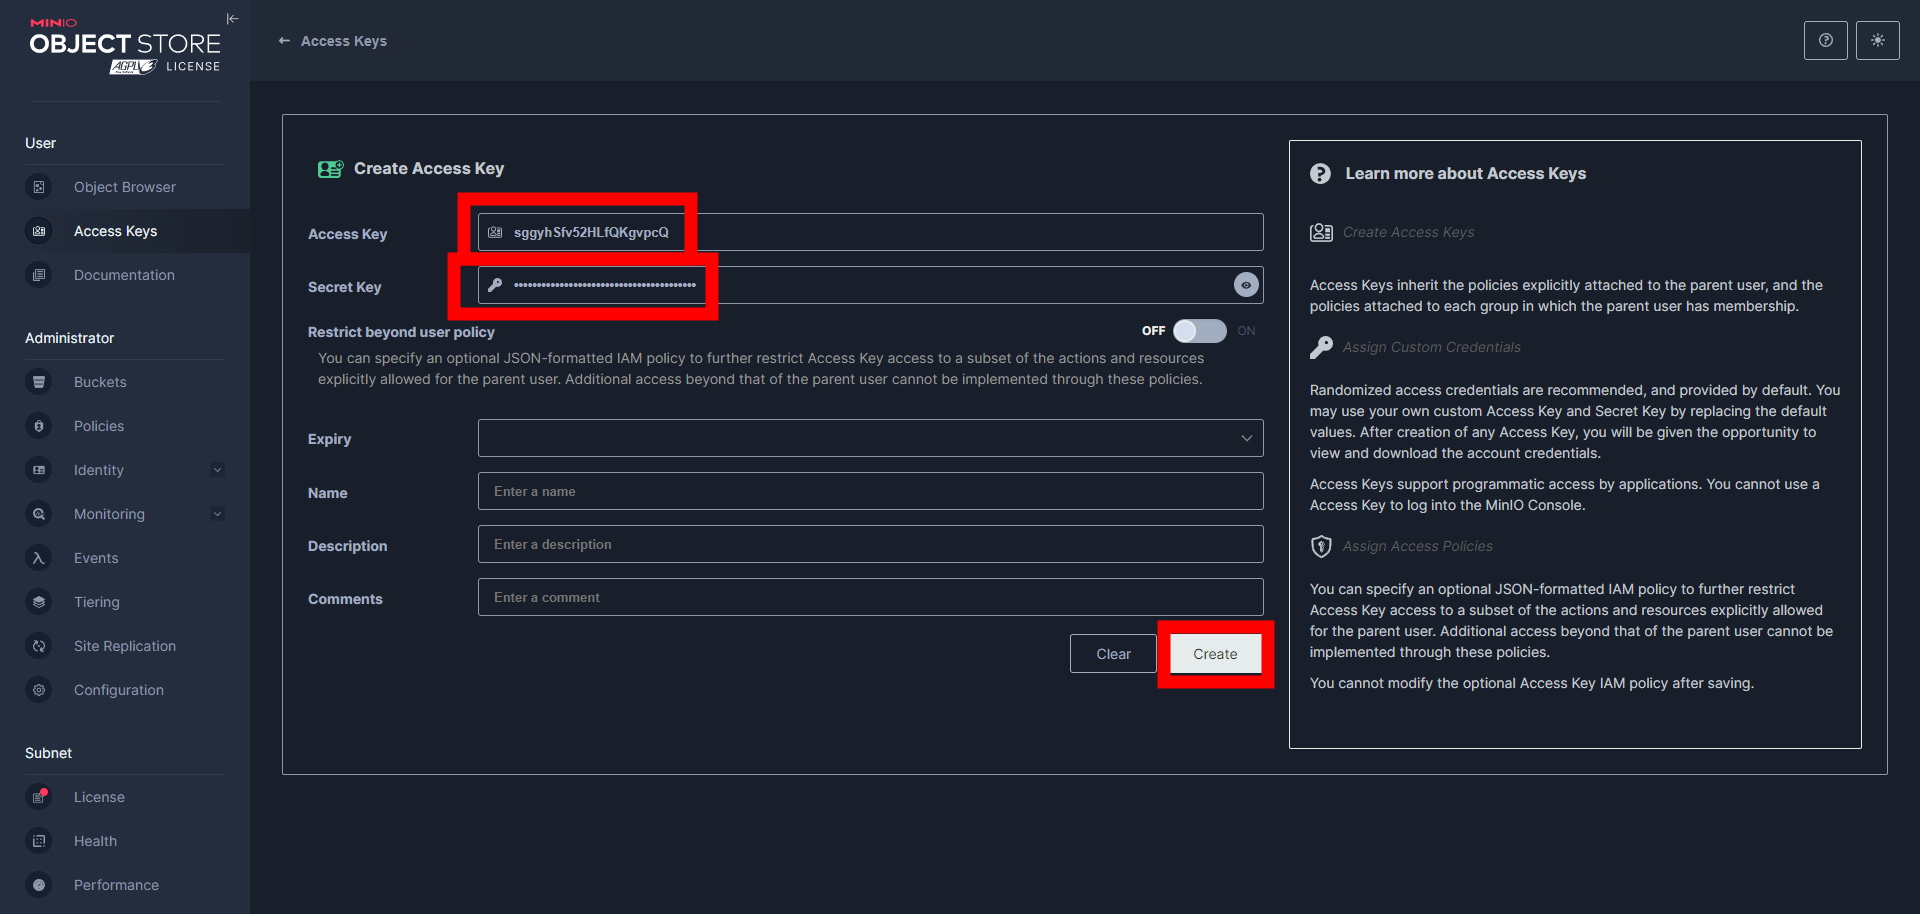 MINIO
OBJECT STORE
AGPLV3 LICENSE
User
Object Browser
Access Keys
Documentation
Administrator
Buckets
Policies
Identity
Monitoring
Events
Tiering
Site Replication
Configuration
Subnet
License
Health
Performance
← Access Keys
Create Access Key
Access Key
sggyhSfv52HLfQKgvpcQ
Secret Key
••••••••••••••••••••••••••••••••••••••••
Restrict beyond user policy
OFF ON
You can specify an optional JSON-formatted IAM policy to further restrict Access Key access to a subset of the actions and resources
explicitly allowed for the parent user. Additional access beyond that of the parent user cannot be implemented through these policies.
Expiry
Name
Enter a name
Description
Enter a description
Comments
Enter a comment
Clear
Create
Learn more about Access Keys
Create Access Keys
Access Keys inherit the policies explicitly attached to the parent user, and the
policies attached to each group in which the parent user has membership.
Assign Custom Credentials
Randomized access credentials are recommended, and provided by default. You
may use your own custom Access Key and Secret Key by replacing the default
values. After creation of any Access Key, you will be given the opportunity to
view and download the account credentials.
Access Keys support programmatic access by applications. You cannot use a
Access Key to log into the MinIO Console.
Assign Access Policies
You can specify an optional JSON-formatted IAM policy to further restrict
Access Key access to a subset of the actions and resources explicitly allowed
for the parent user. Additional access beyond that of the parent user cannot be
implemented through these policies.
You cannot modify the optional Access Key IAM policy after saving.